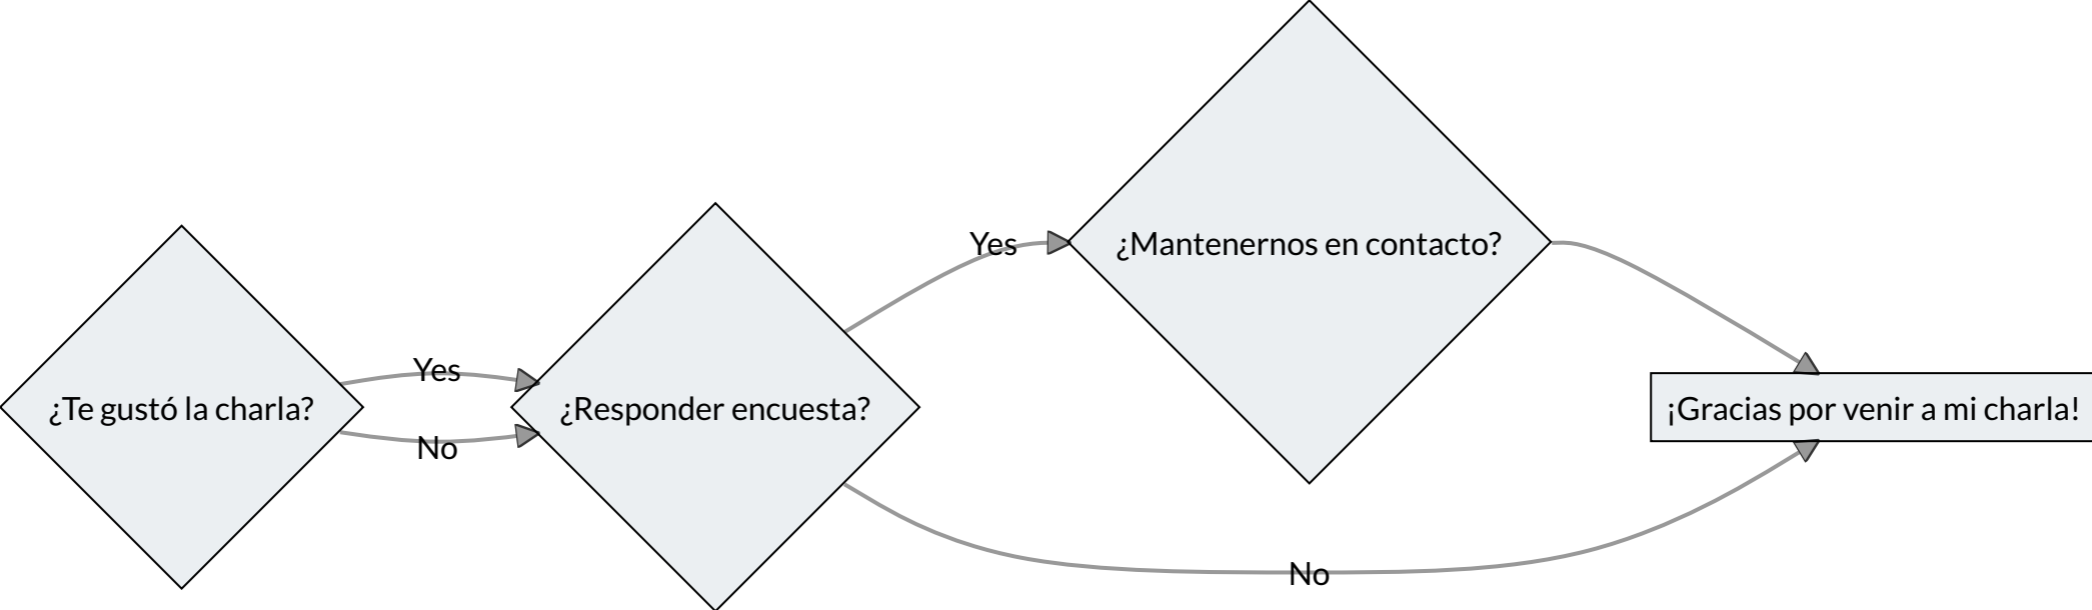 ¿Te gustó la charla?
Yes
No
¿Responder encuesta?
Yes
No
¿Mantenernos en contacto?
¡Gracias por venir a mi charla!